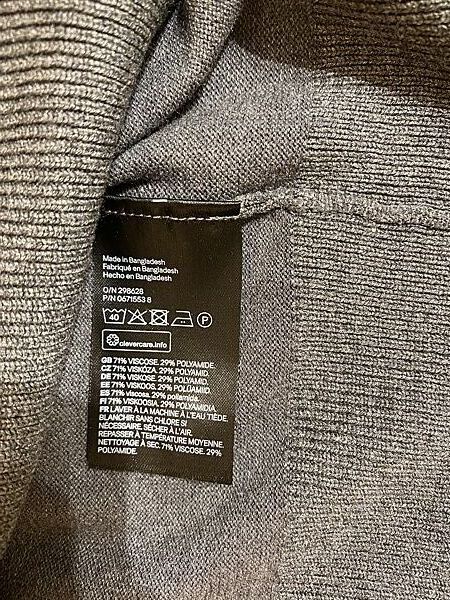 Made in Bangladesh
Fabriqué en Bangladesh
Hecho en Bangladesh
O/N 298628
P/N 0671553 8
40 P
clevercare.info
GB 71% VISCOSE. 29% POLYAMIDE.
CZ 71% VISKÓZA. 29% POLYAMID.
DE 71% VISKOSE. 29% POLYAMID.
EE 71% VISKOOS. 29% POLÜAMIID.
ES 71% viscosa. 29% poliamida.
FI 71% VISKOOSIA. 29% POLYAMIDIA.
FR LAVER À LA MACHINE À L'EAU TIÈDE.
BLANCHIR SANS CHLORE SI
NÉCESSAIRE. SÉCHER À L'AIR.
REPASSER À TEMPÉRATURE MOYENNE.
NETTOYAGE À SEC. 71% VISCOSE. 29%
POLYAMIDE.